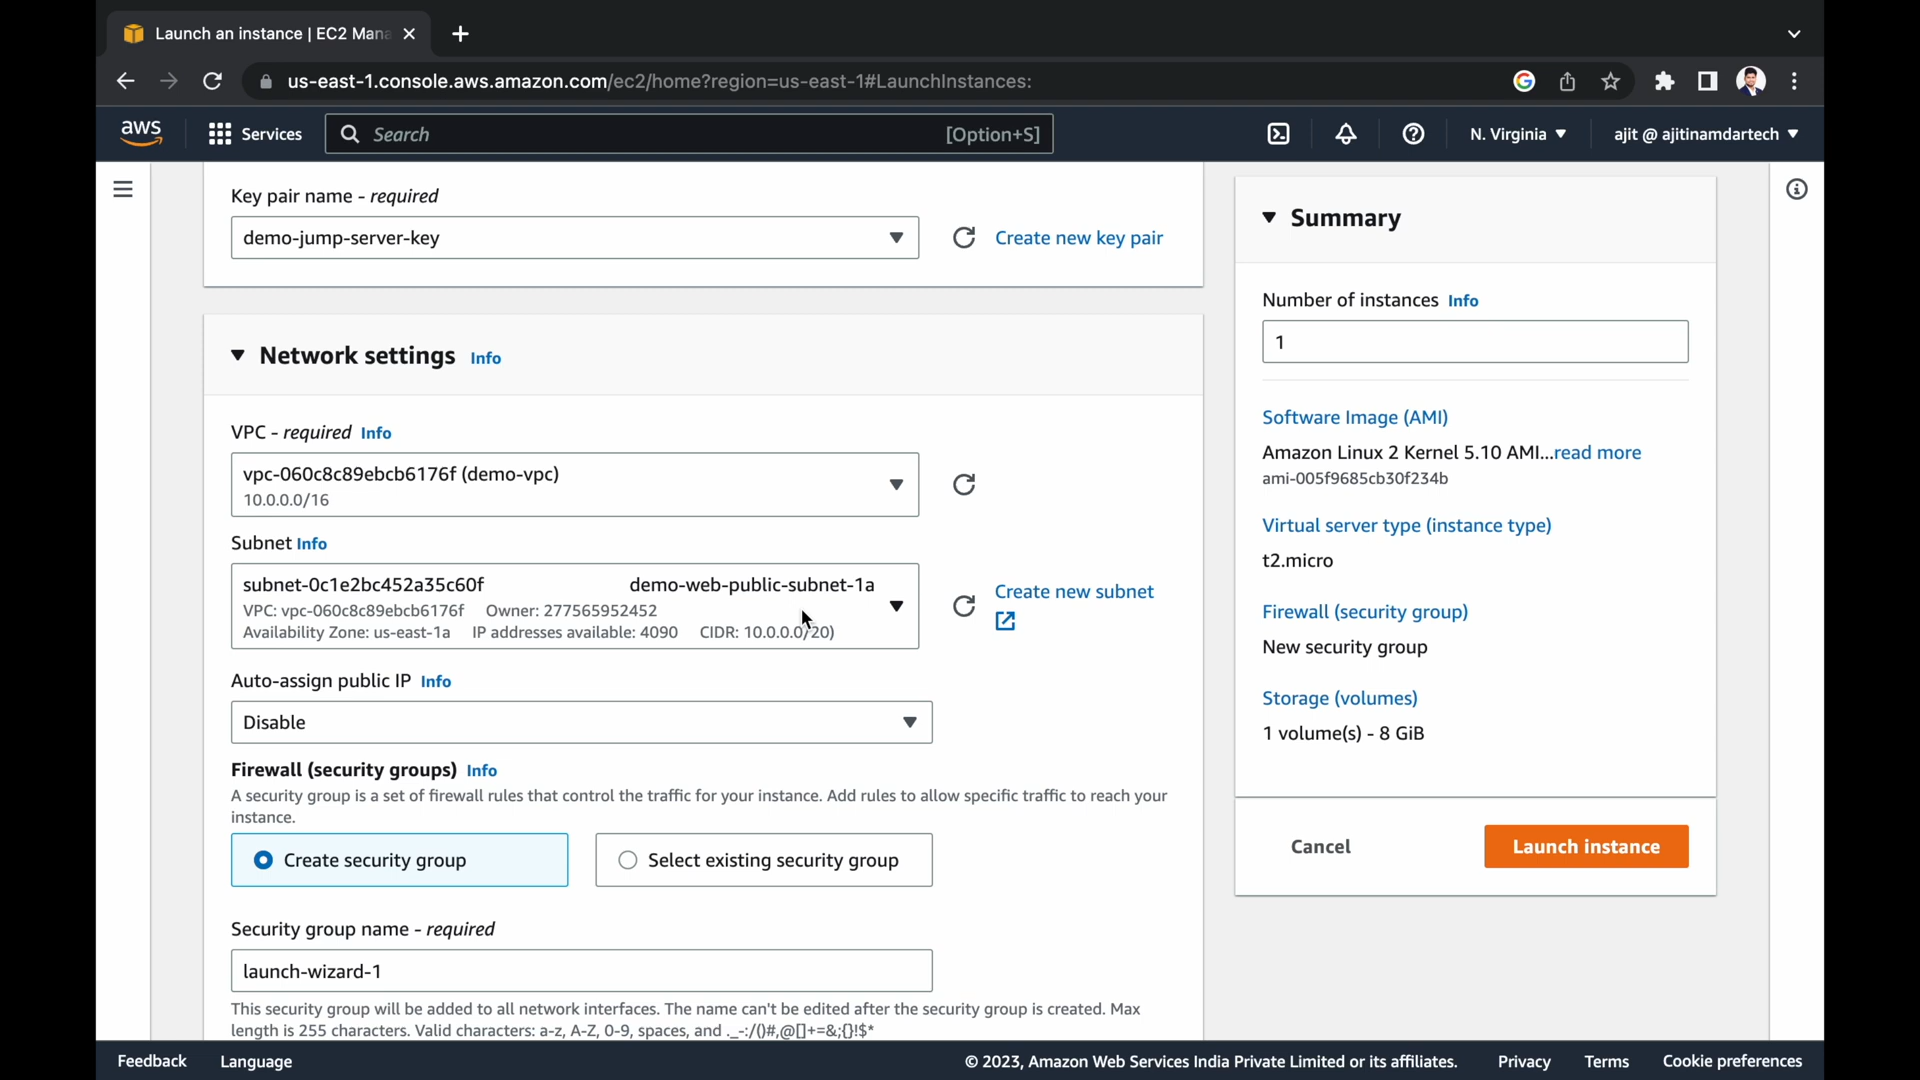 Launch an instance | EC2 Mana
us-east-1.console.aws.amazon.com/ec2/home?region=us-east-1#LaunchInstances:
aws
Services
Search
[Option+S]
N. Virginia
ajit @ ajitinamdartech
Key pair name - required
demo-jump-server-key
Create new key pair
Network settings Info
VPC - required Info
vpc-060c8c89ebcb6176f (demo-vpc)
10.0.0.0/16
Subnet Info
subnet-0c1e2bc452a35c60f demo-web-public-subnet-1a
VPC: vpc-060c8c89ebcb6176f Owner: 277565952452
Availability Zone: us-east-1a IP addresses available: 4090 CIDR: 10.0.0.0/20)
Create new subnet
Auto-assign public IP Info
Disable
Firewall (security groups) Info
A security group is a set of firewall rules that control the traffic for your instance. Add rules to allow specific traffic to reach your
instance.
Create security group
Select existing security group
Security group name - required
launch-wizard-1
This security group will be added to all network interfaces. The name can't be edited after the security group is created. Max
length is 255 characters. Valid characters: a-z, A-Z, 0-9, spaces, and ._-:/()#,@[]+=&;{}!$*
Summary
Number of instances Info
1
Software Image (AMI)
Amazon Linux 2 Kernel 5.10 AMI...read more
ami-005f9685cb30f234b
Virtual server type (instance type)
t2.micro
Firewall (security group)
New security group
Storage (volumes)
1 volume(s) - 8 GiB
Cancel
Launch instance
Feedback
Language
© 2023, Amazon Web Services India Private Limited or its affiliates.
Privacy
Terms
Cookie preferences